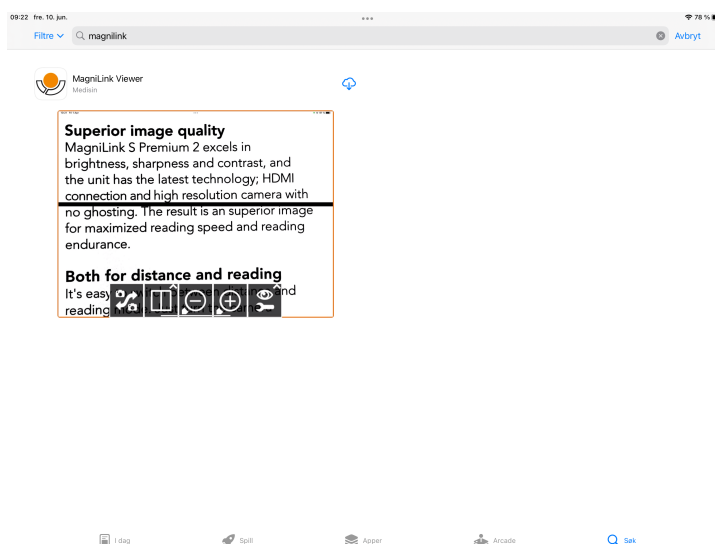 09:22 fre. 10. jun.
78 %
Filtre
magnilink
Avbryt
MagniLink Viewer
Medisin
Superior image quality
MagniLink S Premium 2 excels in
brightness, sharpness and contrast, and
the unit has the latest technology; HDMI
connection and high resolution camera with
no ghosting. The result is an superior image
for maximized reading speed and reading
endurance.
Both for distance and reading
It's easy and
reading
I dag
Spill
Apper
Arcade
Søk